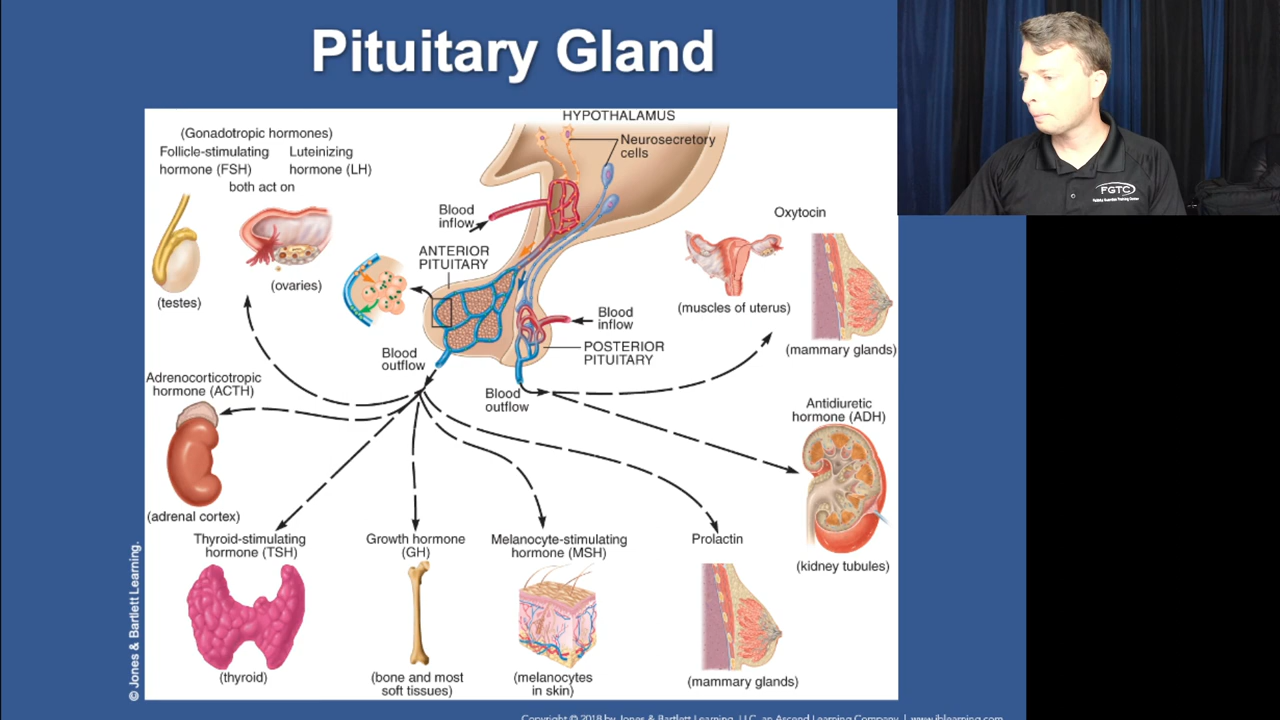 Pituitary Gland
HYPOTHALAMUS
Neurosecretory
cells
(Gonadotropic hormones)
Follicle-stimulating
hormone (FSH)
Luteinizing
hormone (LH)
both act on
(testes)
(ovaries)
Blood
inflow
ANTERIOR
PITUITARY
Blood
outflow
Blood
inflow
POSTERIOR
PITUITARY
Blood
outflow
Oxytocin
(muscles of uterus)
(mammary glands)
Adrenocorticotropic
hormone (ACTH)
(adrenal cortex)
Antidiuretic
hormone (ADH)
(kidney tubules)
Thyroid-stimulating
hormone (TSH)
(thyroid)
Growth hormone
(GH)
(bone and most
soft tissues)
Melanocyte-stimulating
hormone (MSH)
(melanocytes
in skin)
Prolactin
(mammary glands)
© Jones & Bartlett Learning.
FGTC
Copyright © 2018 by Jones & Bartlett Learning, LLC, an Ascend Learning Company | www.jblearning.com